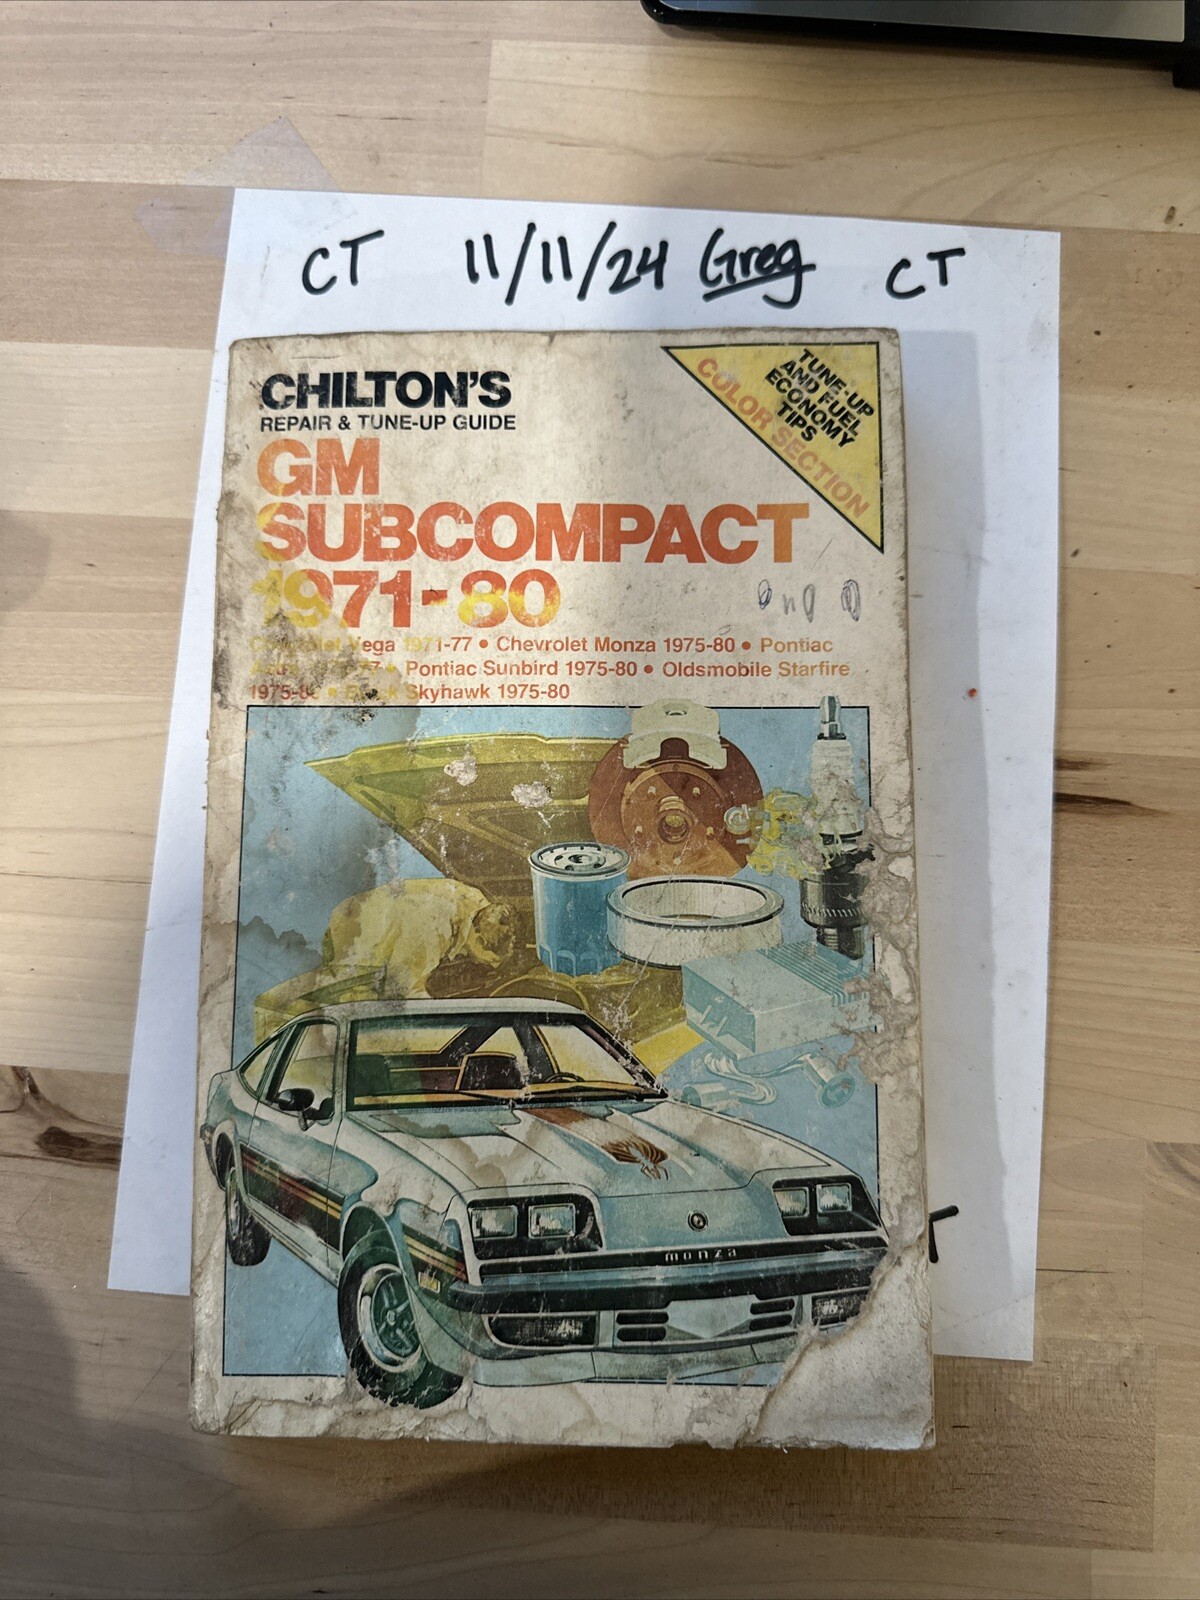 CT 11/11/24 Greg CT
CHILTON'S
REPAIR & TUNE-UP GUIDE
GM
SUBCOMPACT
1971-80
TUNE-UP
AND FUEL
ECONOMY
TIPS
COLOR SECTION
Vega 1971-77 • Chevrolet Monza 1975-80 • Pontiac
• Pontiac Sunbird 1975-80 • Oldsmobile Starfire
• Skyhawk 1975-80
monza
T